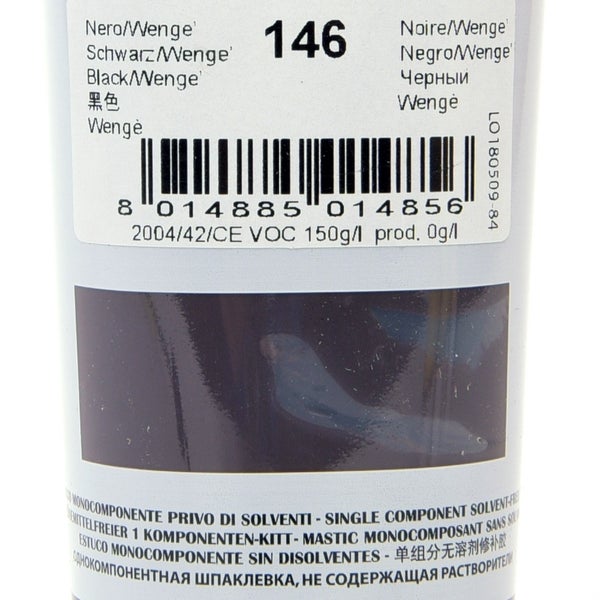 Nero/Wenge' 146 Noire/Wenge'
Schwarz/Wenge' Negro/Wenge'
Black/Wenge' Черный
黑色 Wengè
Wengè
LO180509-84
8 014885 014856
2004/42/CE VOC 150g/l prod. 0g/l
MONOCOMPONENTE PRIVO DI SOLVENTI - SINGLE COMPONENT
1 KOMPONENTEN-KITT - MASTIC MONOCOMPOSANT SANS
ESTUCO MONOCOMPONENTE SIN DISOLVENTES - 单组分无溶剂修补胶
ОДНОКОМПОНЕНТНАЯ ШПАКЛЕВКА, НЕ СОДЕРЖАЩАЯ